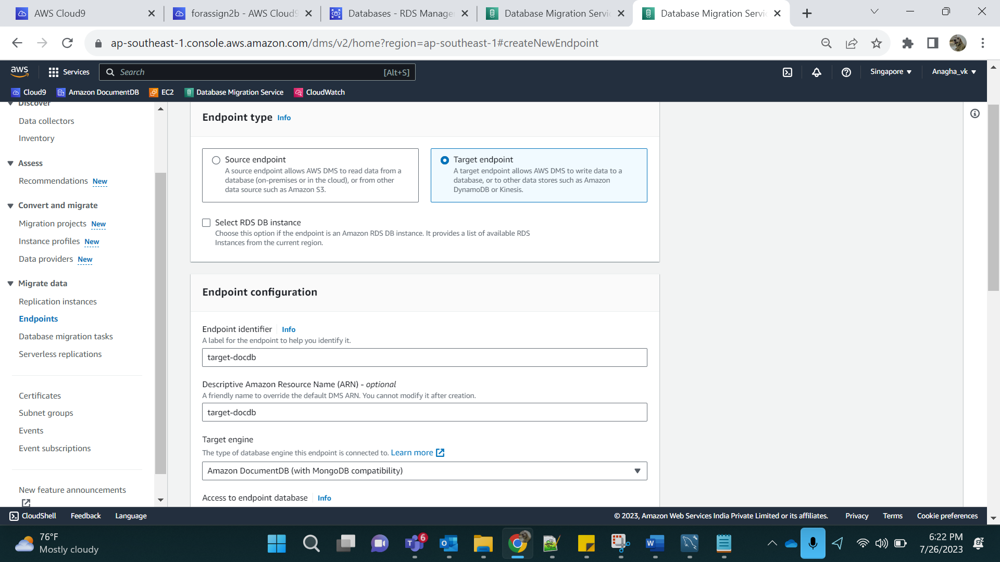 AWS Cloud9
forassign2b - AWS Cloud9
Databases - RDS Manage
Database Migration Servi
Database Migration Servi
ap-southeast-1.console.aws.amazon.com/dms/v2/home?region=ap-southeast-1#createNewEndpoint
aws
Services
Search
[Alt+S]
Singapore
Anagha_vk
Cloud9
Amazon DocumentDB
EC2
Database Migration Service
CloudWatch
Discover
Data collectors
Inventory
Assess
Recommendations New
Convert and migrate
Migration projects New
Instance profiles New
Data providers New
Migrate data
Replication instances
Endpoints
Database migration tasks
Serverless replications
Certificates
Subnet groups
Events
Event subscriptions
New feature announcements
Endpoint type Info
Source endpoint
A source endpoint allows AWS DMS to read data from a
database (on-premises or in the cloud), or from other
data source such as Amazon S3.
Target endpoint
A target endpoint allows AWS DMS to write data to a
database, or to other data stores such as Amazon
DynamoDB or Kinesis.
Select RDS DB instance
Choose this option if the endpoint is an Amazon RDS DB instance. It provides a list of available RDS
Instances from the current region.
Endpoint configuration
Endpoint identifier Info
A label for the endpoint to help you identify it.
target-docdb
Descriptive Amazon Resource Name (ARN) - optional
A friendly name to override the default DMS ARN. You cannot modify it after creation.
target-docdb
Target engine
The type of database engine this endpoint is connected to. Learn more
Amazon DocumentDB (with MongoDB compatibility)
Access to endpoint database Info
CloudShell
Feedback
Language
© 2023, Amazon Web Services India Private Limited or its affiliates.
Privacy
Terms
Cookie preferences
76°F
Mostly cloudy
6
6:22 PM
7/26/2023